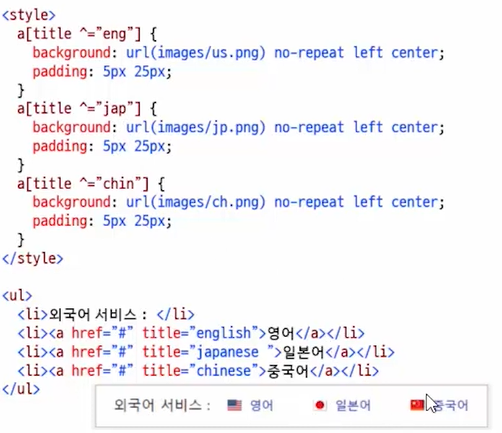 <style>
a[title ^="eng"] {
background: url(images/us.png) no-repeat left center;
padding: 5px 25px;
}
a[title ^="jap"] {
background: url(images/jp.png) no-repeat left center;
padding: 5px 25px;
}
a[title ^="chin"] {
background: url(images/ch.png) no-repeat left center;
padding: 5px 25px;
}
</style>
<ul>
<li>외국어 서비스 : </li>
<li><a href="#" title="english">영어</a></li>
<li><a href="#" title="japanese ">일본어</a></li>
<li><a href="#" title="chinese">중국어</a></li>
</ul>
외국어 서비스 : 영어 일본어 중국어